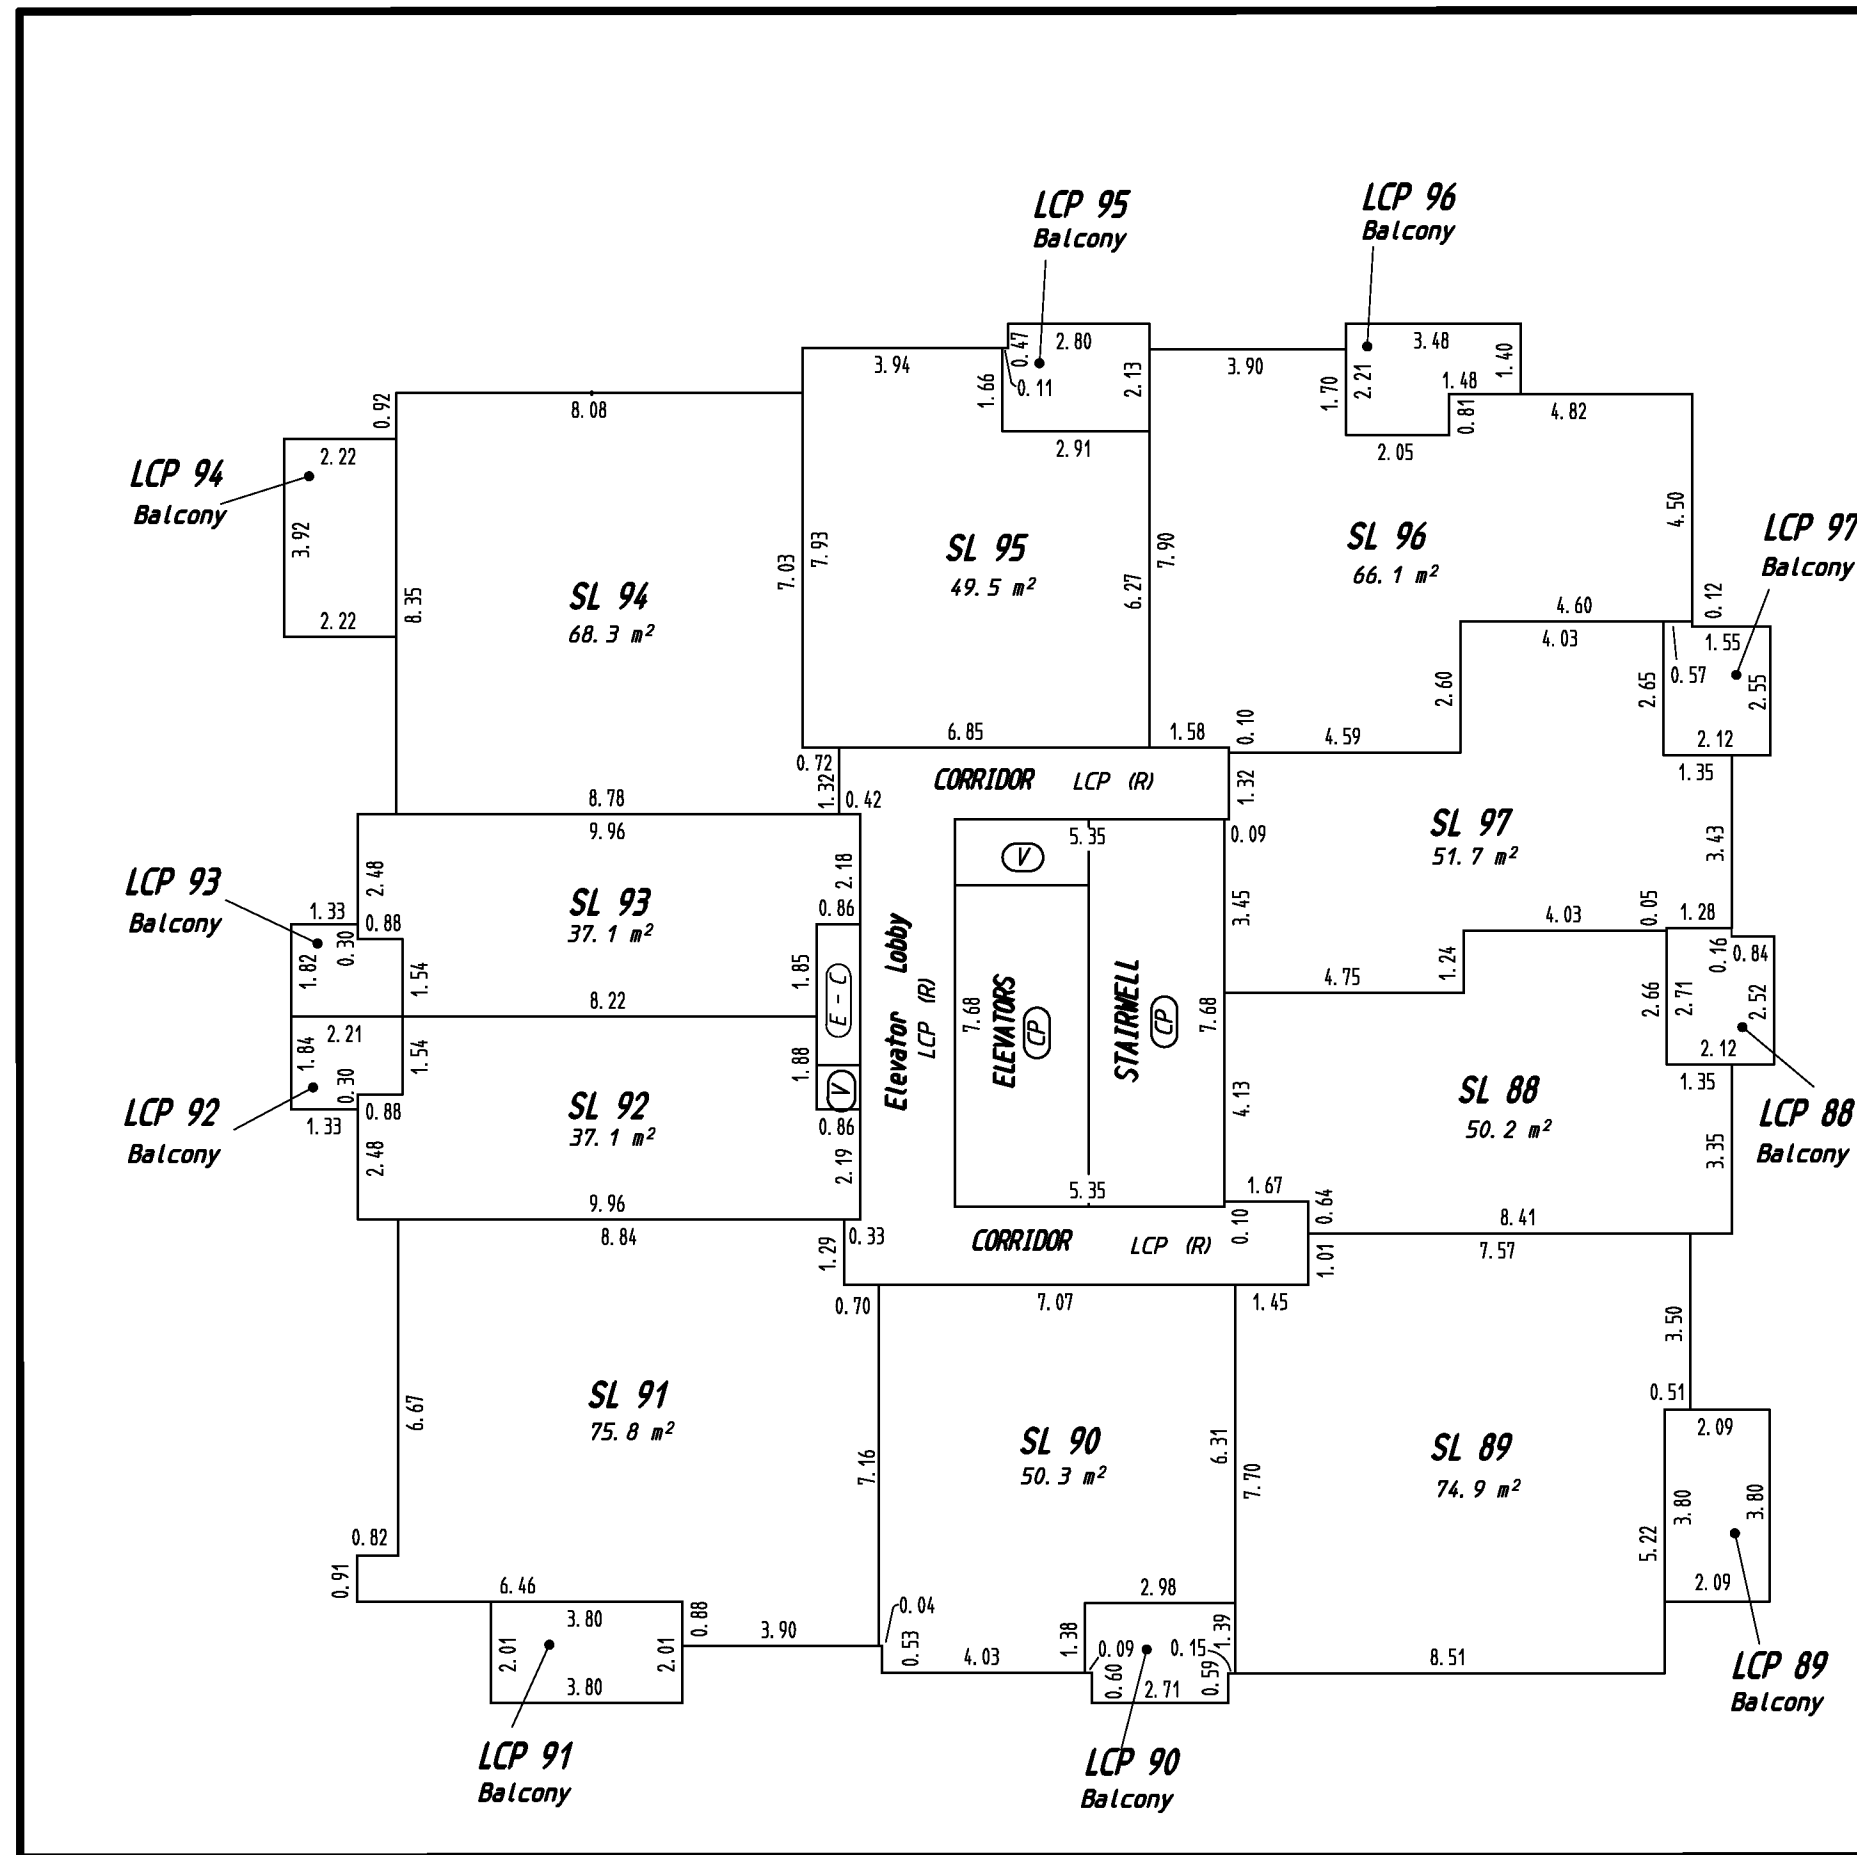 LCP 95
Balcony
LCP 96
Balcony
0.47
2.80
3.48
1.40
3.94
1.66
0.11
2.13
3.90
1.70
2.21
1.48
0.81
4.82
0.92
8.08
2.91
2.05
2.22
LCP 94
Balcony
3.92
2.22
8.35
SL 94
68.3 m²
7.03
7.93
SL 95
49.5 m²
6.27
7.90
SL 96
66.1 m²
4.50
LCP 97
Balcony
4.60
4.03
0.12
1.55
0.57
2.60
2.65
2.55
2.12
1.35
6.85
1.58
0.10
4.59
0.72
1.32
0.42
CORRIDOR LCP (R)
1.32
8.78
9.96
5.35
0.09
V
SL 97
51.7 m²
3.43
LCP 93
Balcony
2.48
1.33
0.88
0.30
1.82
1.54
SL 93
37.1 m²
2.18
0.86
1.85
E - C
8.22
Elevator Lobby
LCP (R)
7.68
ELEVATORS
CP
STAIRWELL
CP
7.68
3.45
4.75
1.24
4.03
0.05
1.28
0.16
0.84
2.66
2.71
2.52
2.12
1.35
2.21
1.84
0.30
1.54
1.33
0.88
LCP 92
Balcony
2.48
SL 92
37.1 m²
1.88
V
0.86
2.19
4.13
SL 88
50.2 m²
LCP 88
Balcony
3.35
9.96
8.84
1.29
0.33
5.35
1.67
0.10
0.64
1.01
8.41
7.57
CORRIDOR LCP (R)
0.70
7.07
1.45
3.50
0.51
6.67
SL 91
75.8 m²
7.16
SL 90
50.3 m²
6.31
7.70
SL 89
74.9 m²
2.09
3.80
3.80
5.22
2.09
0.82
0.91
6.46
3.80
2.01
2.01
0.88
3.90
3.80
0.04
0.53
4.03
2.98
1.38
0.09
0.60
0.15
1.39
0.59
2.71
8.51
LCP 89
Balcony
LCP 91
Balcony
LCP 90
Balcony